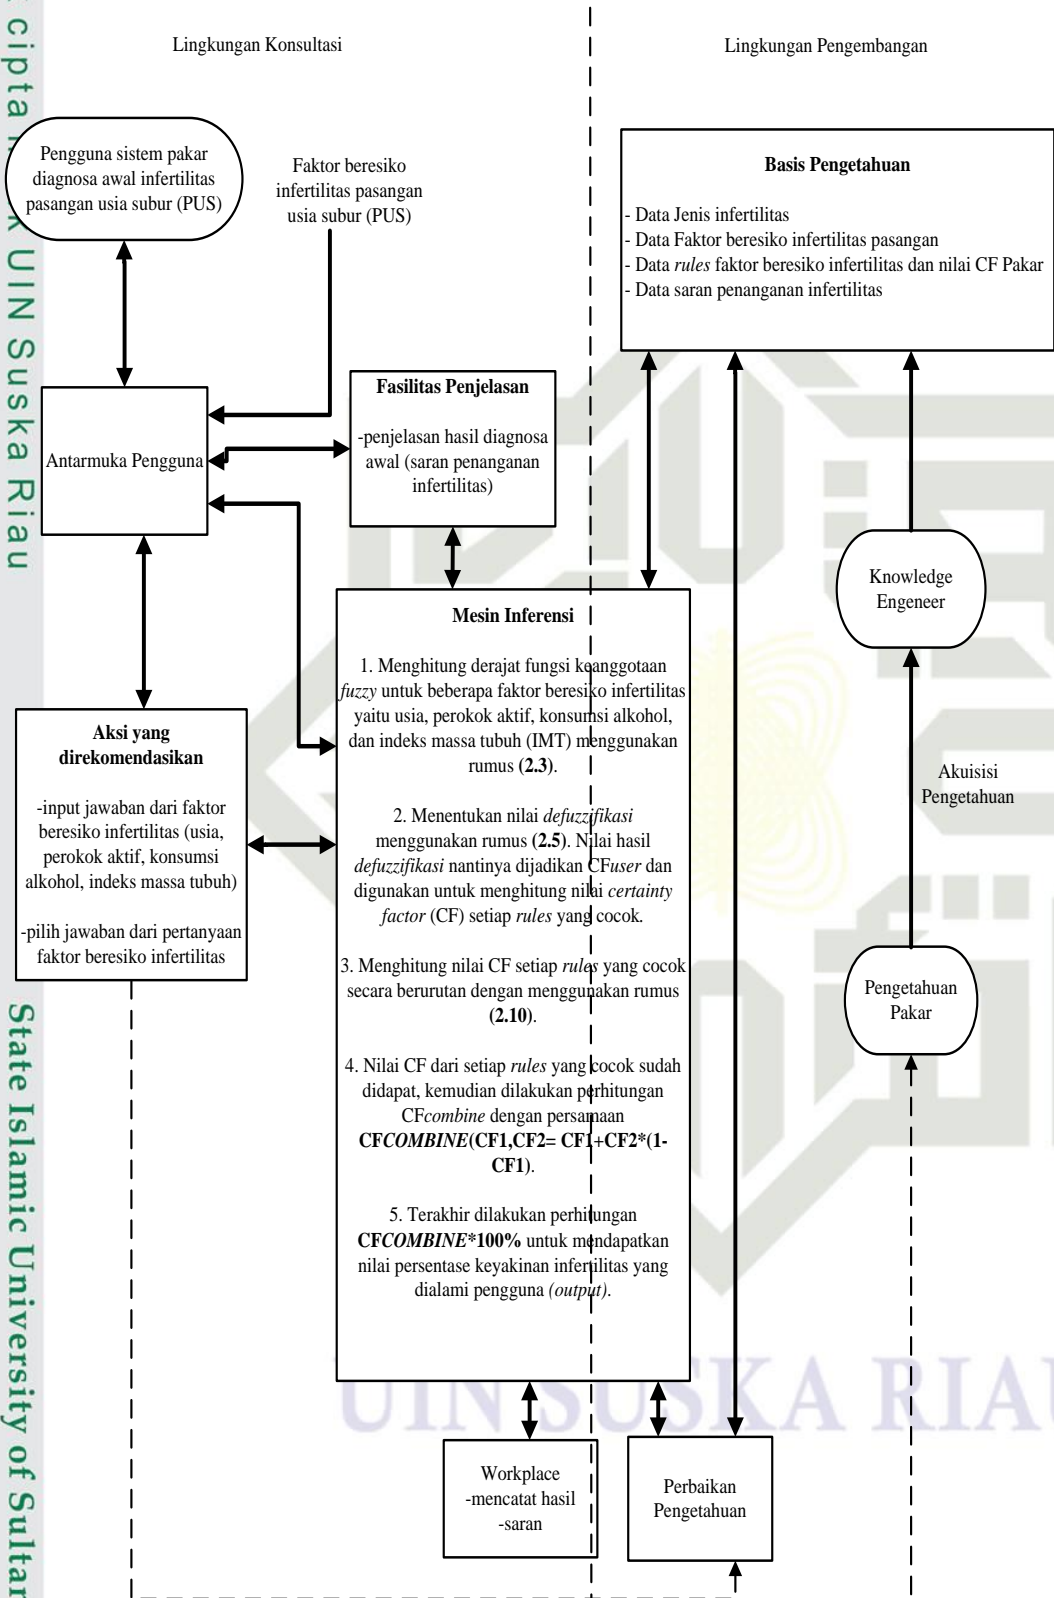 Lingkungan Konsultasi
Lingkungan Pengembangan
Pengguna sistem pakar
diagnosa awal infertilitas
pasangan usia subur (PUS)
Faktor beresiko
infertilitas pasangan
usia subur (PUS)
Basis Pengetahuan
- Data Jenis infertilitas
- Data Faktor beresiko infertilitas pasangan
- Data rules faktor beresiko infertilitas dan nilai CF Pakar
- Data saran penanganan infertilitas
Antarmuka Pengguna
Fasilitas Penjelasan
-penjelasan hasil diagnosa
awal (saran penanganan
infertilitas)
Knowledge
Engeneer
Mesin Inferensi
1. Menghitung derajat fungsi keanggotaan
fuzzy untuk beberapa faktor beresiko infertilitas
yaitu usia, perokok aktif, konsumsi alkohol,
dan indeks massa tubuh (IMT) menggunakan
rumus (2.3).
2. Menentukan nilai defuzzifikasi
menggunakan rumus (2.5). Nilai hasil
defuzzifikasi nantinya dijadikan CFuser dan
digunakan untuk menghitung nilai certainty
factor (CF) setiap rules yang cocok.
3. Menghitung nilai CF setiap rules yang cocok
secara berurutan dengan menggunakan rumus
(2.10).
4. Nilai CF dari setiap rules yang cocok sudah
didapat, kemudian dilakukan perhitungan
CFcombine dengan persamaan
CFCOMBINE(CF1,CF2= CF1+CF2*(1-
CF1).
5. Terakhir dilakukan perhitungan
CFCOMBINE*100% untuk mendapatkan
nilai persentase keyakinan infertilitas yang
dialami pengguna (output).
Aksi yang
direkomendasikan
-input jawaban dari faktor
beresiko infertilitas (usia,
perokok aktif, konsumsi
alkohol, indeks massa tubuh)
-pilih jawaban dari pertanyaan
faktor beresiko infertilitas
Akuisisi
Pengetahuan
Pengetahuan
Pakar
Workplace
-mencatat hasil
-saran
Perbaikan
Pengetahuan
UIN SUSKA RIAU
cipta UIN Suska Riau
State Islamic University of Sultan